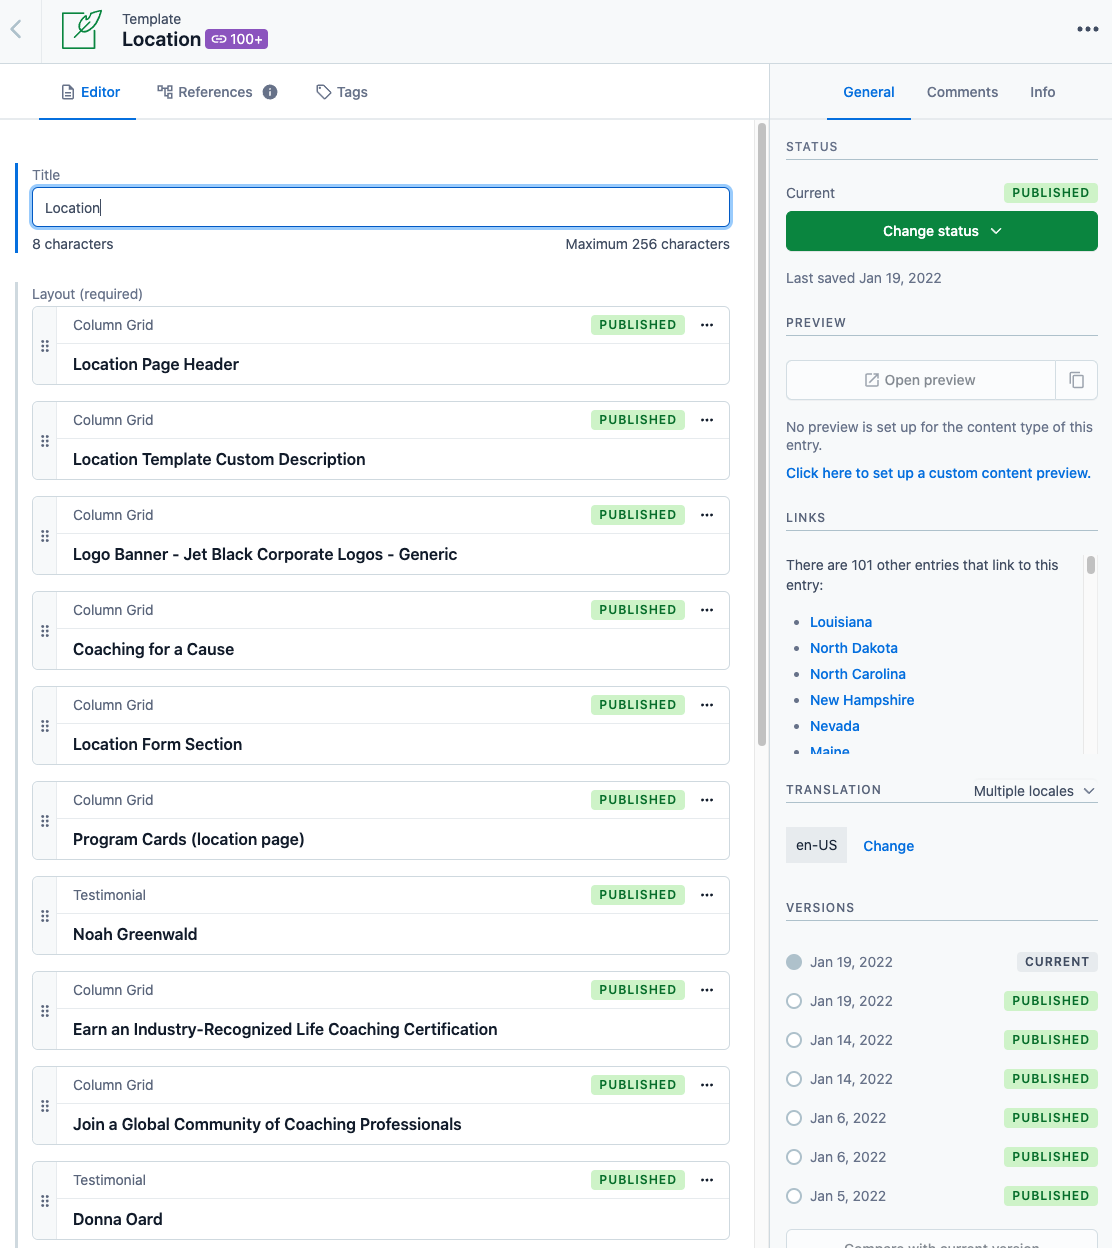 Template
Location 100+
Editor
References
Tags
Title
Location
8 characters
Maximum 256 characters
Layout (required)
Column Grid
PUBLISHED
Location Page Header
Column Grid
PUBLISHED
Location Template Custom Description
Column Grid
PUBLISHED
Logo Banner - Jet Black Corporate Logos - Generic
Column Grid
PUBLISHED
Coaching for a Cause
Column Grid
PUBLISHED
Location Form Section
Column Grid
PUBLISHED
Program Cards (location page)
Testimonial
PUBLISHED
Noah Greenwald
Column Grid
PUBLISHED
Earn an Industry-Recognized Life Coaching Certification
Column Grid
PUBLISHED
Join a Global Community of Coaching Professionals
Testimonial
PUBLISHED
Donna Oard
General
Comments
Info
STATUS
Current
PUBLISHED
Change status
Last saved Jan 19, 2022
PREVIEW
Open preview
No preview is set up for the content type of this
entry.
Click here to set up a custom content preview.
LINKS
There are 101 other entries that link to this
entry:
Louisiana
North Dakota
North Carolina
New Hampshire
Nevada
Maine
TRANSLATION
Multiple locales
en-US
Change
VERSIONS
Jan 19, 2022
CURRENT
Jan 19, 2022
PUBLISHED
Jan 14, 2022
PUBLISHED
Jan 14, 2022
PUBLISHED
Jan 6, 2022
PUBLISHED
Jan 6, 2022
PUBLISHED
Jan 5, 2022
PUBLISHED
Compare with current version